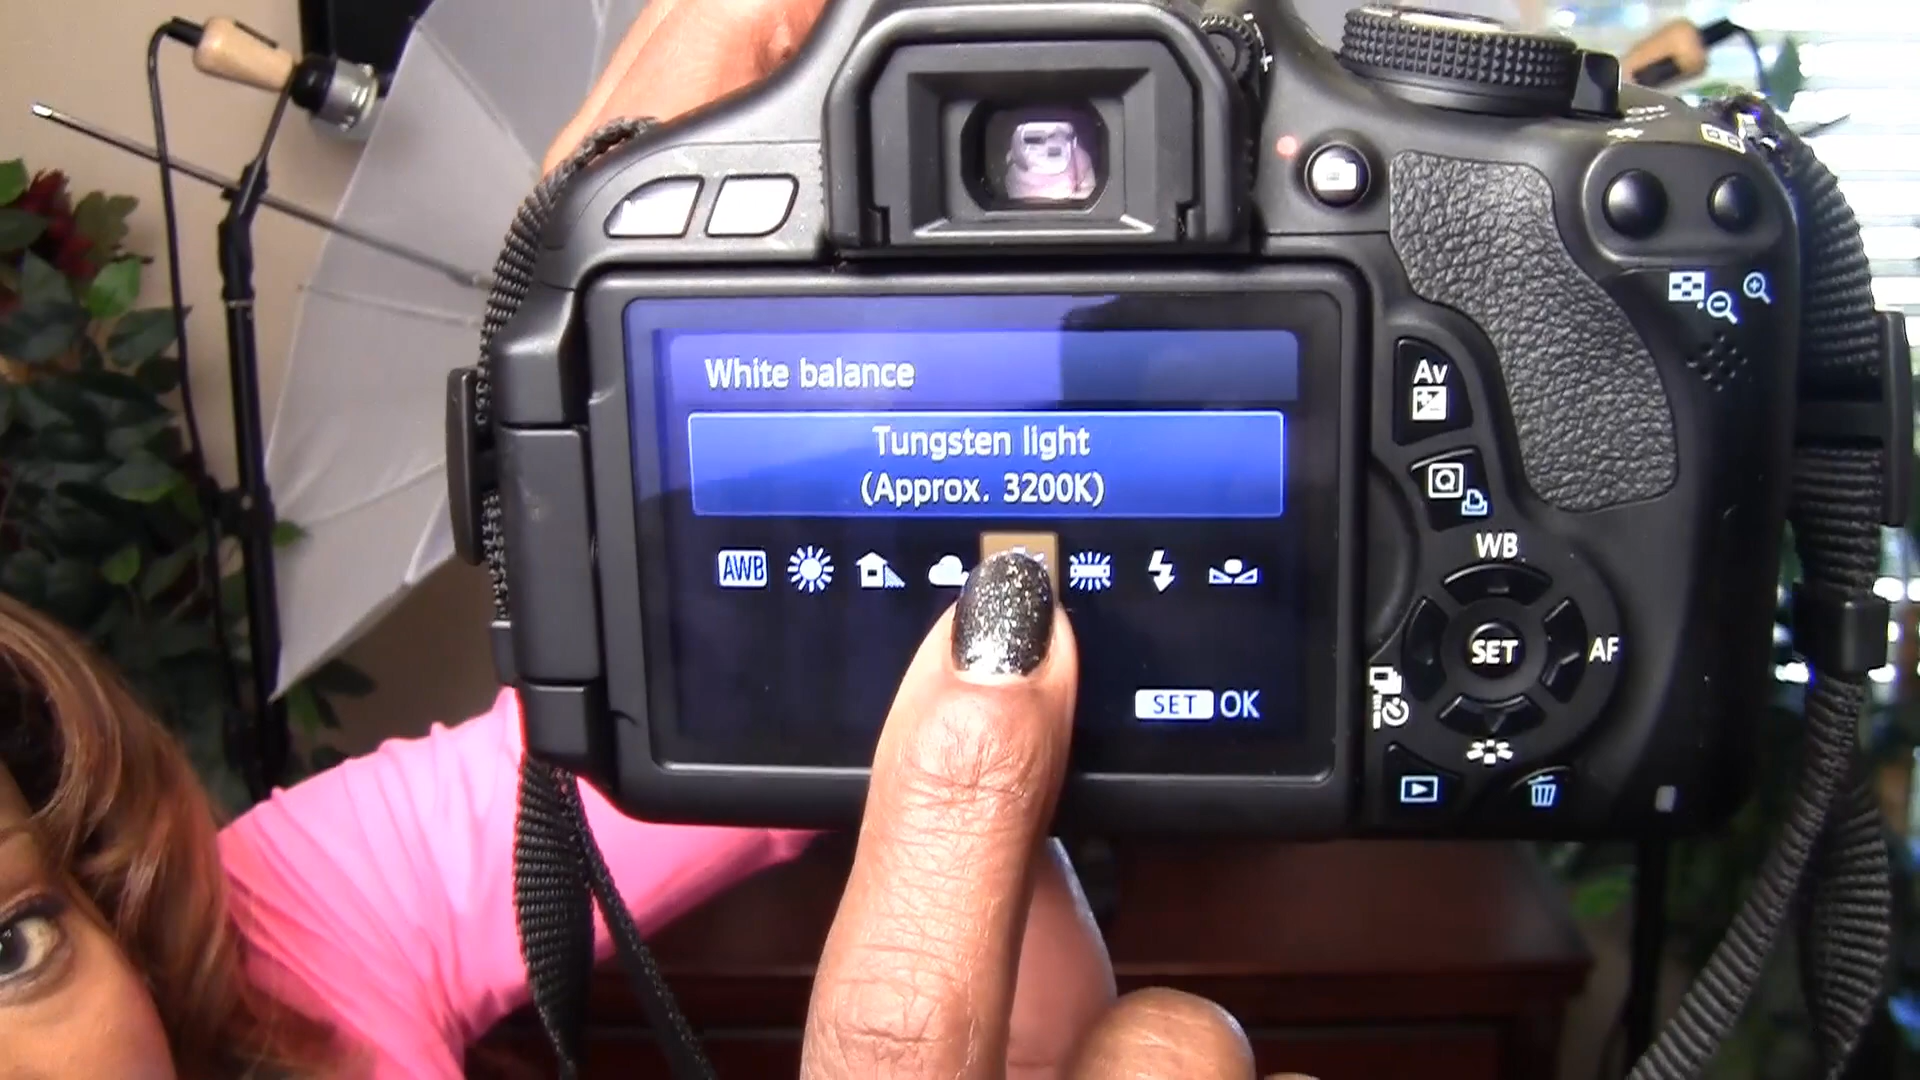 White balance
Tungsten light
(Approx. 3200K)
AWB
SET OK
Av
Q
WB
SET
AF